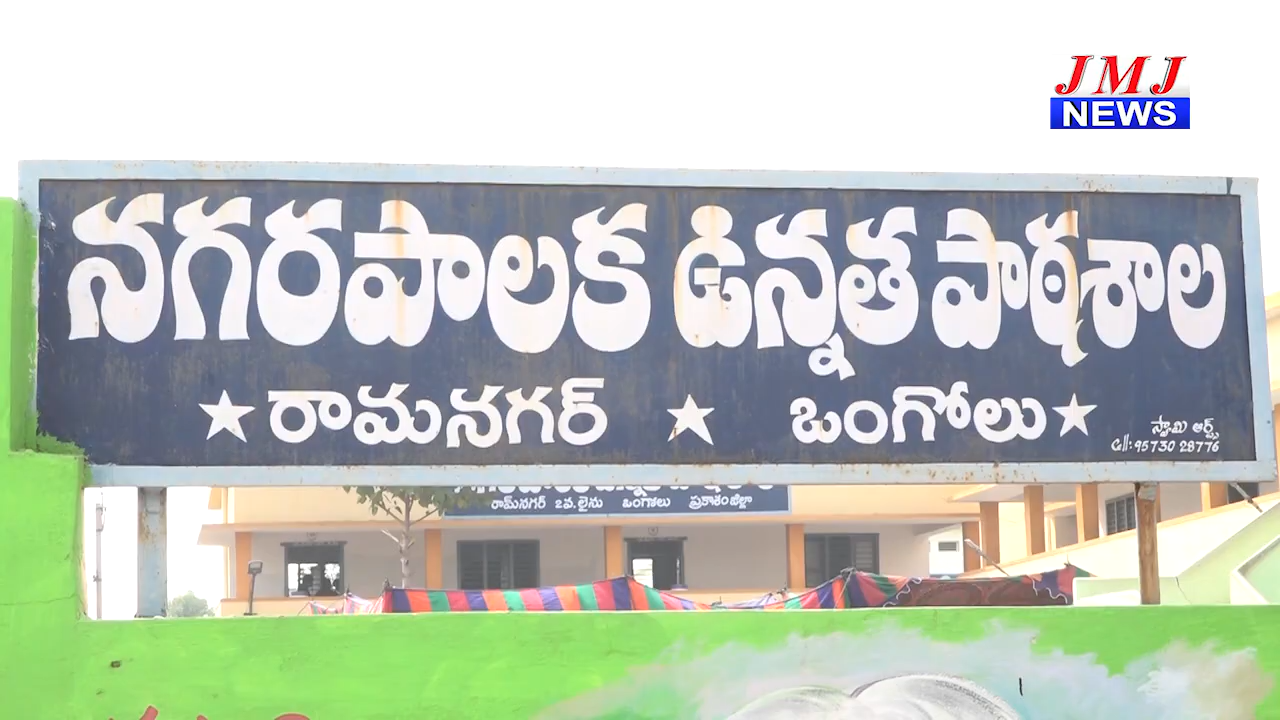 JMJ
NEWS
నగరపాలక ఉన్నత పాఠశాల
★ రామనగర్ ★ ఒంగోలు ★
స్వామి ఆర్ట్స్
Cell: 95730 28776
రామ్‌నగర్ 2వ. లైను ఒంగోలు ప్రకాశంజిల్లా